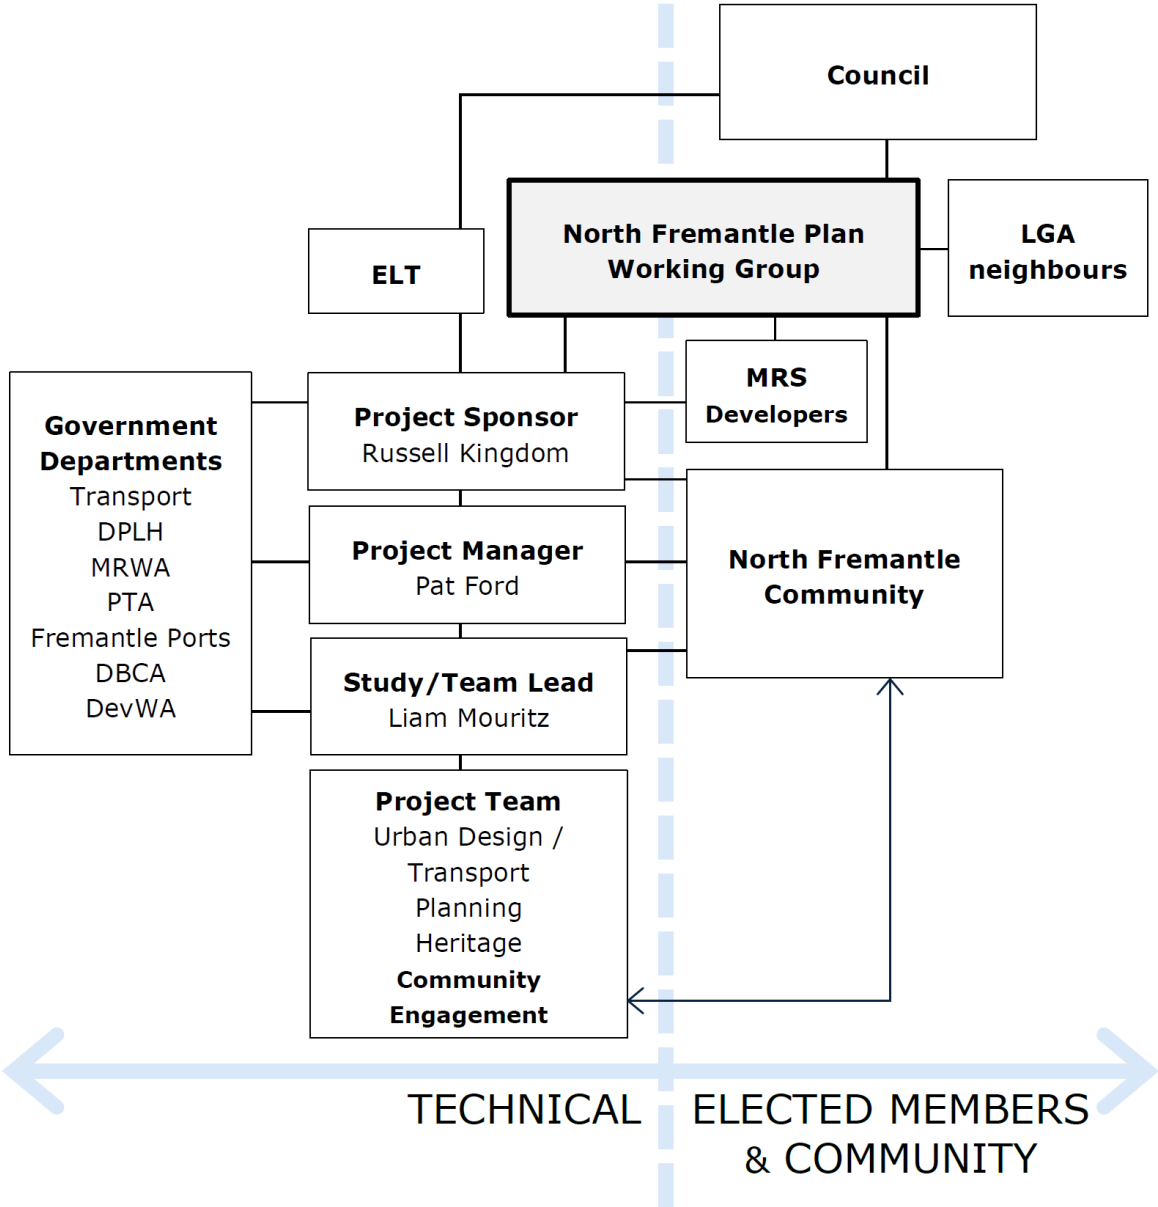 Council
North Fremantle Plan
Working Group
LGA
neighbours
ELT
MRS
Developers
Government
Departments
Transport
DPLH
MRWA
PTA
Fremantle Ports
DBCA
DevWA
Project Sponsor
Russell Kingdom
Project Manager
Pat Ford
North Fremantle
Community
Study/Team Lead
Liam Mouritz
Project Team
Urban Design /
Transport
Planning
Heritage
Community
Engagement
TECHNICAL
ELECTED MEMBERS
& COMMUNITY